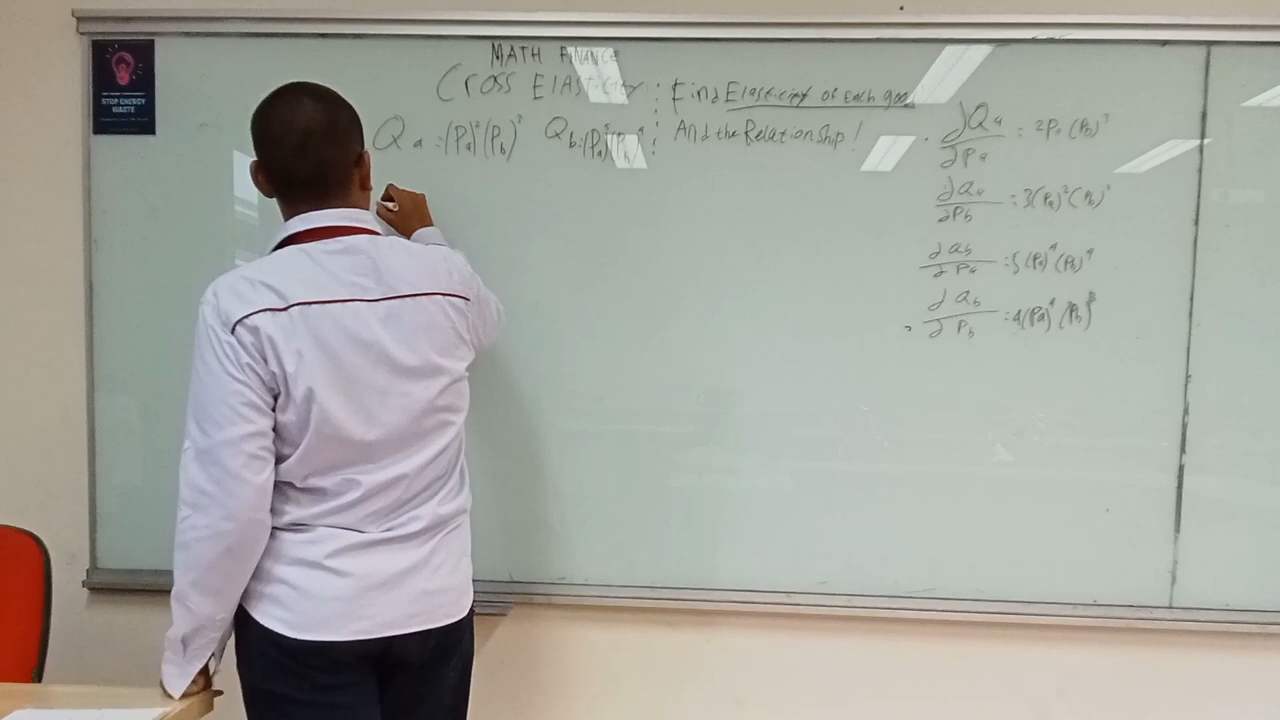 MATH FINANCE
CROSS ELASTICITY : Find Elasticity of Each good
Qa = (Pa)² (Pb)³ Qb = (Pa)⁵ (Pb)⁴ : And the Relationship !
∂Qa/∂Pa = 2Pa (Pb)³
∂Qa/∂Pb = 3(Pa)² (Pb)²
∂Qb/∂Pa = 5(Pa)⁴ (Pb)⁴
∂Qb/∂Pb = 4(Pa)⁴ (Pb)³
STOP ENERGY
WASTE